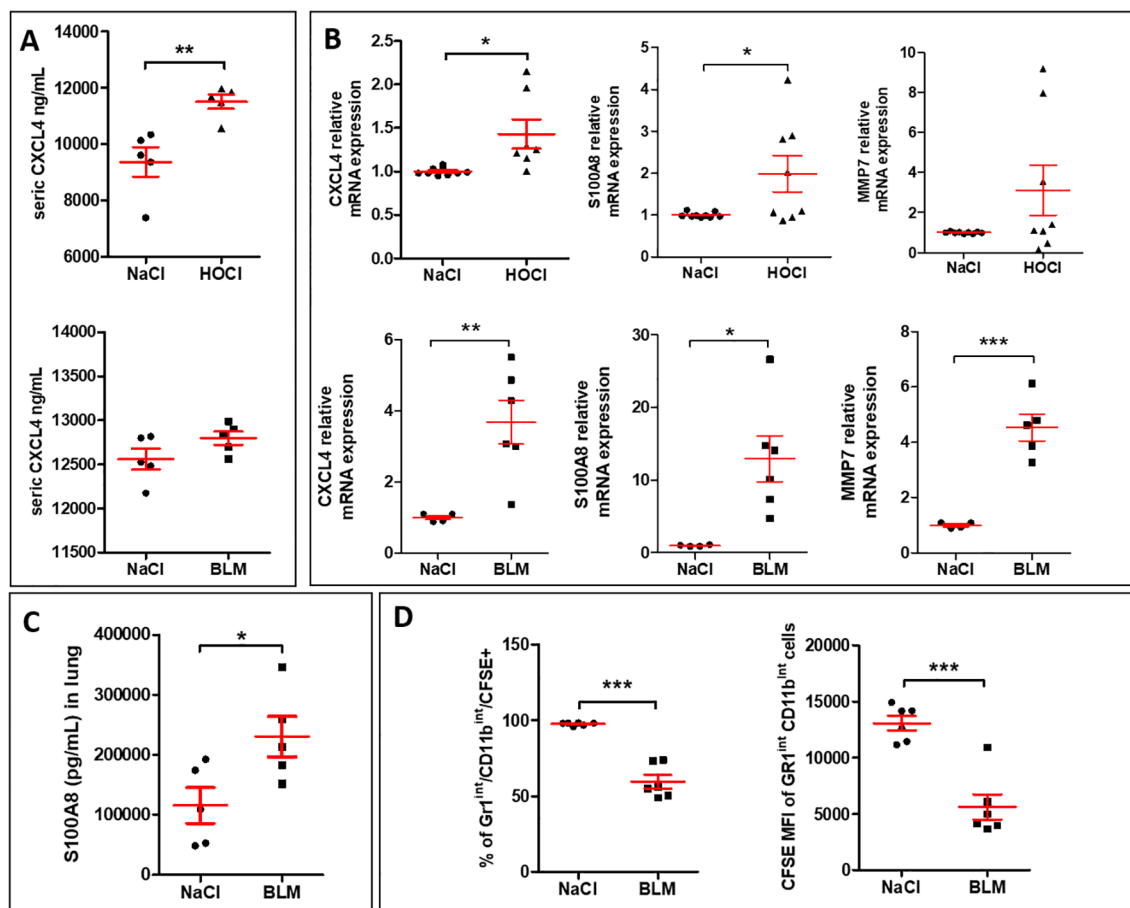 A
seric CXCL4 ng/mL
14000
12000
10000
8000
6000
**
NaCl
HOCl
seric CXCL4 ng/mL
14000
13500
13000
12500
12000
11500
NaCl
BLM
B
CXCL4 relative
mRNA expression
2.5
2.0
1.5
1.0
0.5
0.0
*
NaCl
HOCl
S100A8 relative
mRNA expression
5
4
3
2
1
0
*
NaCl
HOCl
MMP7 relative
mRNA expression
10
8
6
4
2
0
NaCl
HOCl
CXCL4 relative
mRNA expression
6
4
2
0
**
NaCl
BLM
S100A8 relative
mRNA expression
30
20
10
0
*
NaCl
BLM
MMP7 relative
mRNA expression
8
6
4
2
0
***
NaCl
BLM
C
S100A8 (pg/mL) in lung
400000
300000
200000
100000
0
*
NaCl
BLM
D
% of Gr1int/CD11bint/CFSE+
150
100
50
0
***
NaCl
BLM
CFSE MFI of GR1int CD11bint cells
20000
15000
10000
5000
0
***
NaCl
BLM